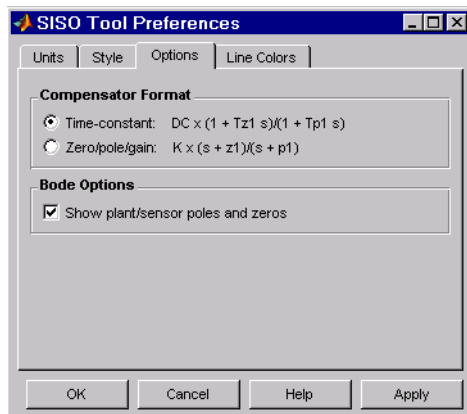 SISO Tool Preferences
Units Style Options Line Colors
Compensator Format
Time-constant: DC x (1 + Tz1 s)/(1 + Tp1 s)
Zero/pole/gain: K x (s + z1)/(s + p1)
Bode Options
Show plant/sensor poles and zeros
OK Cancel Help Apply